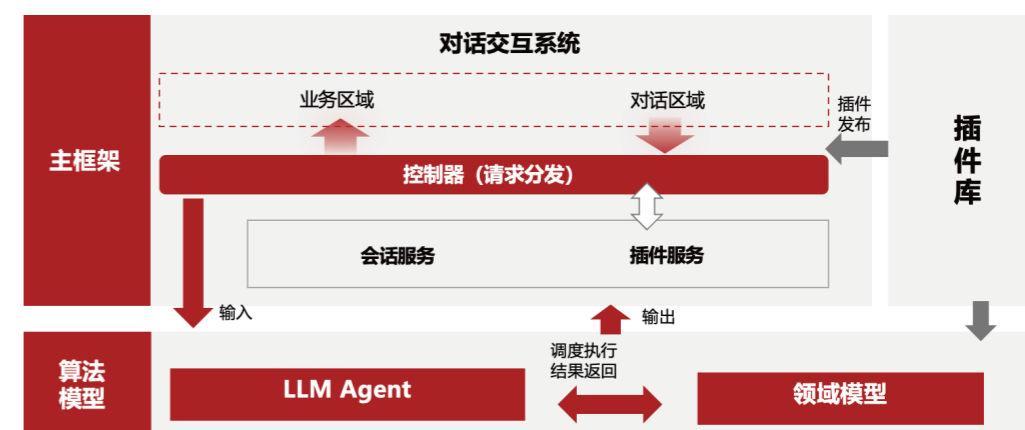 对话交互系统
业务区域
对话区域
插件
发布
主框架
控制器（请求分发）
插
件
库
会话服务
插件服务
输入
输出
调度执行
结果返回
算法
模型
LLM Agent
领域模型